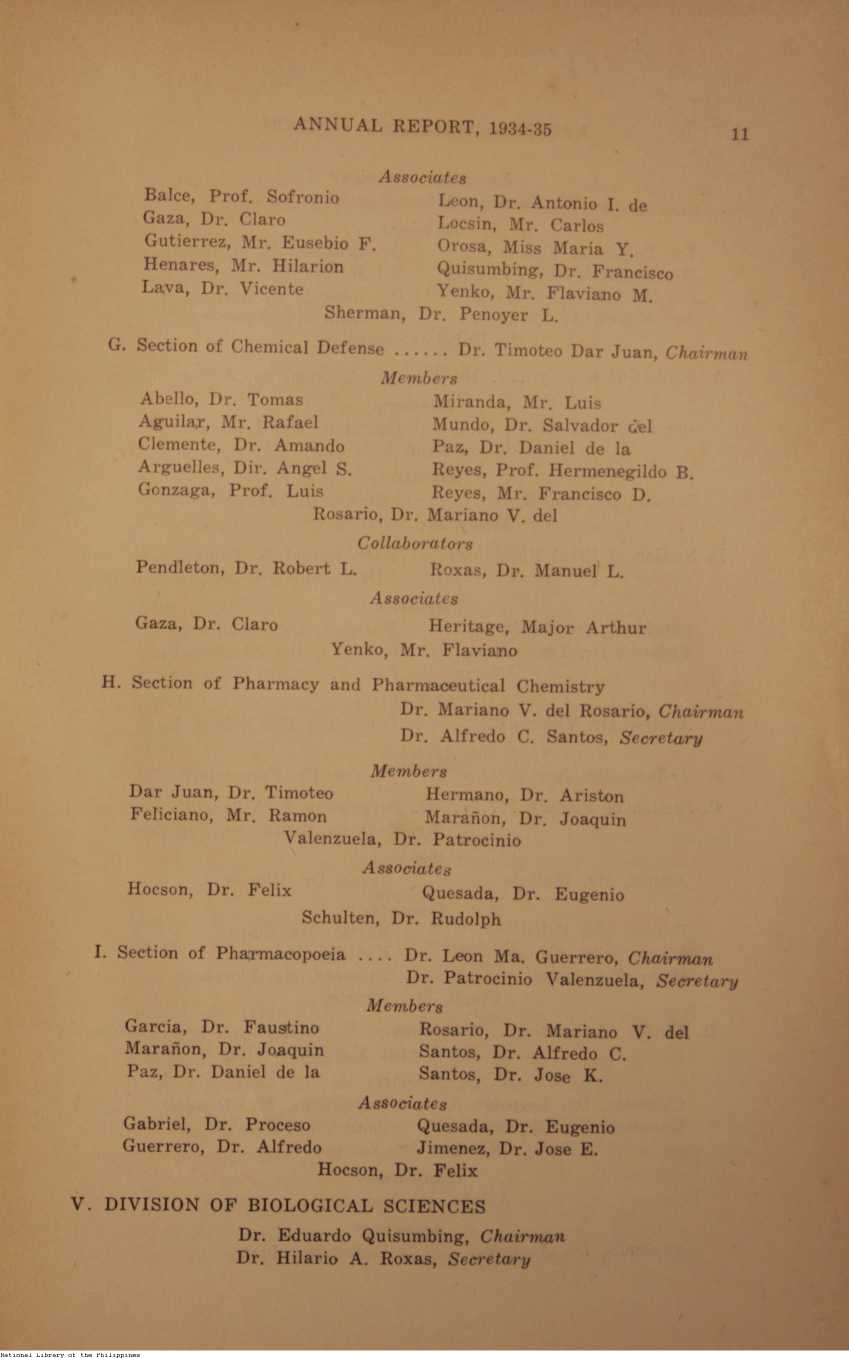 ANNUAL REPORT, 1934-35 11
Associates
Balce, Prof. Sofronio Leon, Dr. Antonio I. de
Gaza, Dr. Claro Locsin, Mr. Carlos
Gutierrez, Mr. Eusebio F. Orosa, Miss Maria Y.
Henares, Mr. Hilarion Quisumbing, Dr. Francisco
Lava, Dr. Vicente Yenko, Mr. Flaviano M.
Sherman, Dr. Penoyer L.
G. Section of Chemical Defense ...... Dr. Timoteo Dar Juan, Chairman
Members
Abello, Dr. Tomas Miranda, Mr. Luis
Aguilar, Mr. Rafael Mundo, Dr. Salvador del
Clemente, Dr. Amando Paz, Dr. Daniel de la
Arguelles, Dir. Angel S. Reyes, Prof. Hermenegildo B.
Gonzaga, Prof. Luis Reyes, Mr. Francisco D.
Rosario, Dr. Mariano V. del
Collaborators
Pendleton, Dr. Robert L. Roxas, Dr. Manuel L.
Associates
Gaza, Dr. Claro Heritage, Major Arthur
Yenko, Mr. Flaviano
H. Section of Pharmacy and Pharmaceutical Chemistry
Dr. Mariano V. del Rosario, Chairman
Dr. Alfredo C. Santos, Secretary
Members
Dar Juan, Dr. Timoteo Hermano, Dr. Ariston
Feliciano, Mr. Ramon Marañon, Dr. Joaquin
Valenzuela, Dr. Patrocinio
Associates
Hocson, Dr. Felix Quesada, Dr. Eugenio
Schulten, Dr. Rudolph
I. Section of Pharmacopoeia .... Dr. Leon Ma. Guerrero, Chairman
Dr. Patrocinio Valenzuela, Secretary
Members
Garcia, Dr. Faustino Rosario, Dr. Mariano V. del
Marañon, Dr. Joaquin Santos, Dr. Alfredo C.
Paz, Dr. Daniel de la Santos, Dr. Jose K.
Associates
Gabriel, Dr. Proceso Quesada, Dr. Eugenio
Guerrero, Dr. Alfredo Jimenez, Dr. Jose E.
Hocson, Dr. Felix
V. DIVISION OF BIOLOGICAL SCIENCES
Dr. Eduardo Quisumbing, Chairman
Dr. Hilario A. Roxas, Secretary
National Library of the Philippines